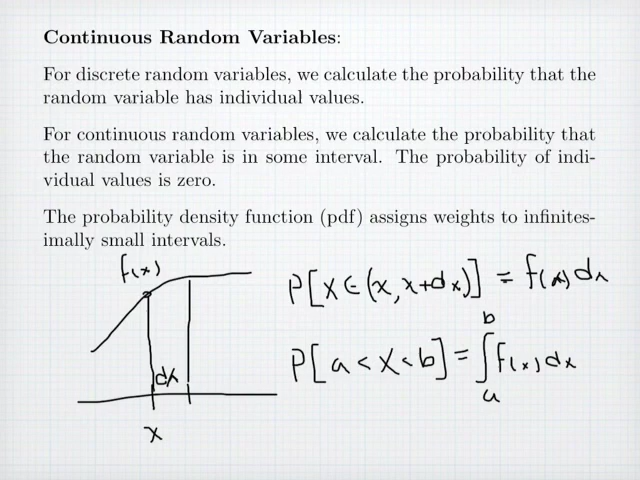 Continuous Random Variables:
For discrete random variables, we calculate the probability that the
random variable has individual values.
For continuous random variables, we calculate the probability that
the random variable is in some interval. The probability of indi-
vidual values is zero.
The probability density function (pdf) assigns weights to infinites-
imally small intervals.
f(x)
P[X ∈ (x, x+dx)] = f(x)dx
b
P[a < X < b] = ∫f(x)dx
a
dx
x